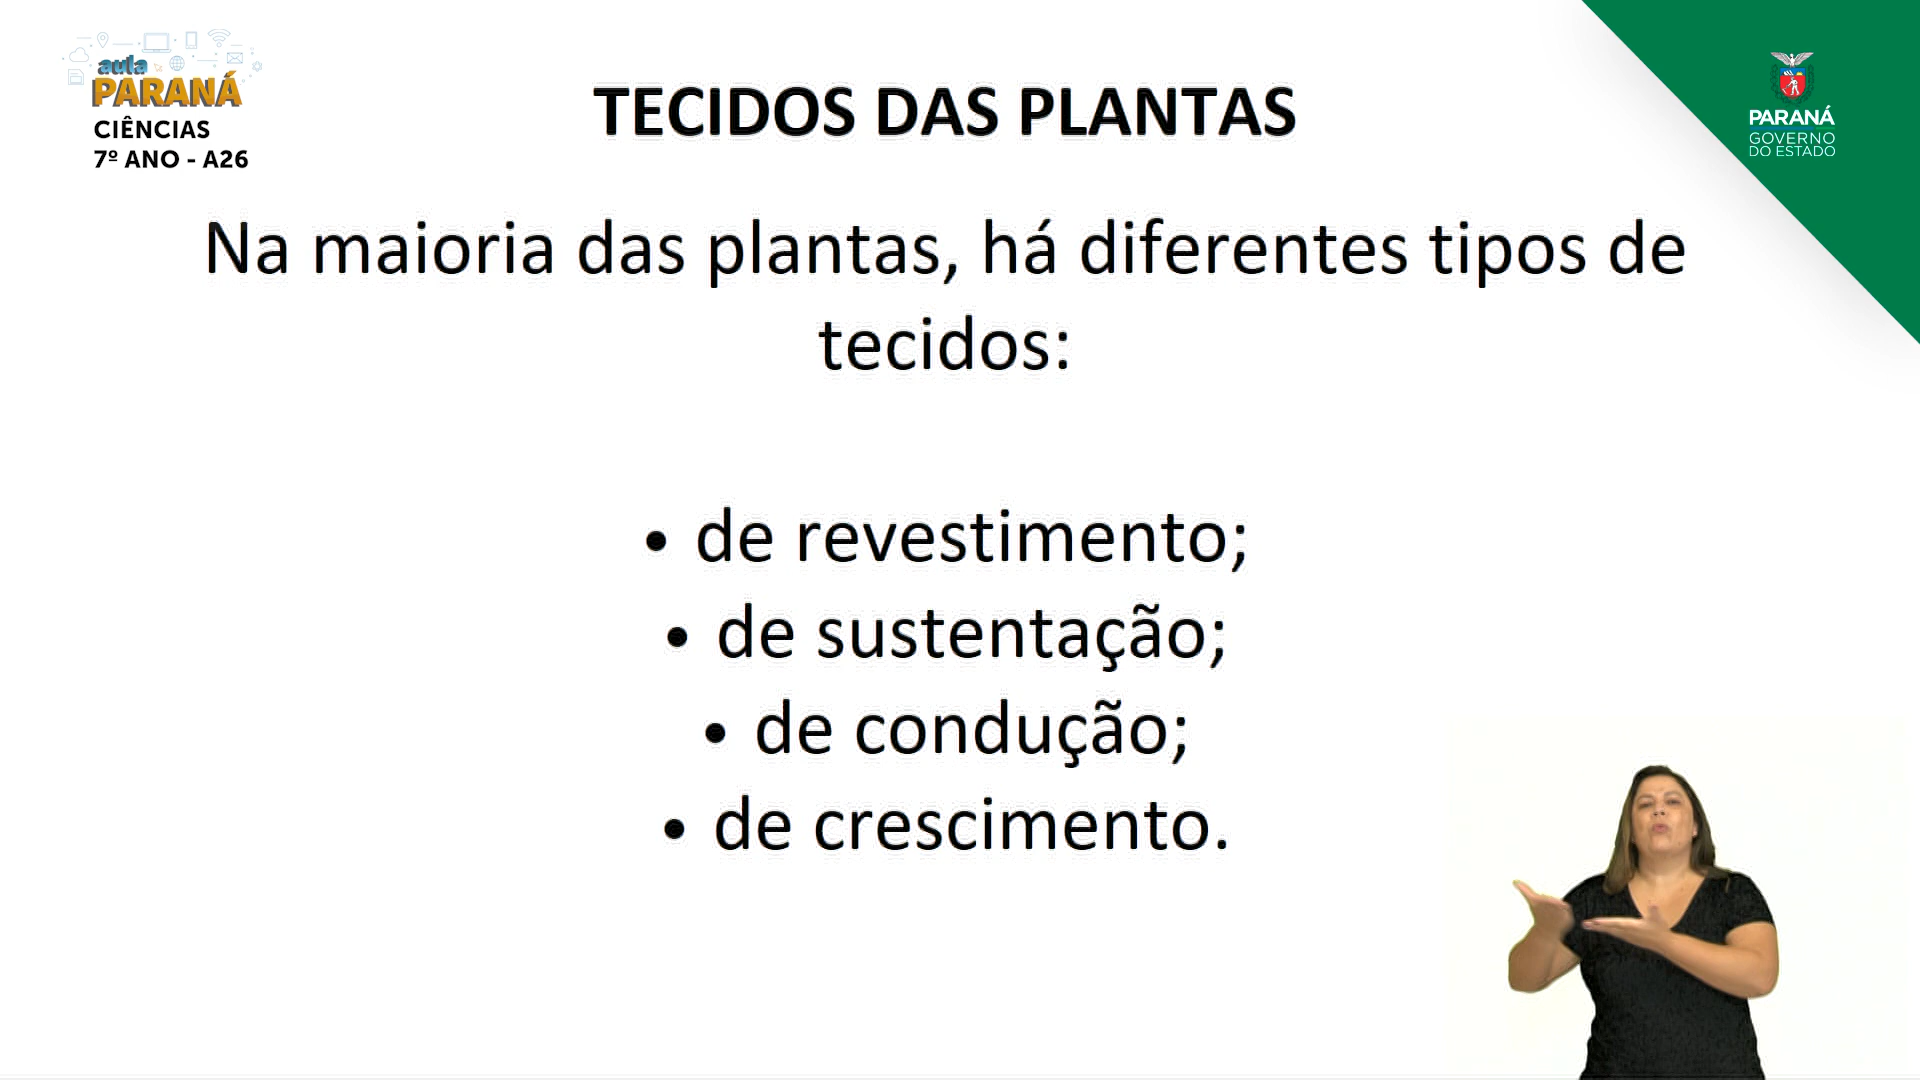 aula
PARANÁ
CIÊNCIAS
7º ANO - A26
TECIDOS DAS PLANTAS
PARANÁ
GOVERNO
DO ESTADO
Na maioria das plantas, há diferentes tipos de
tecidos:
• de revestimento;
• de sustentação;
• de condução;
• de crescimento.